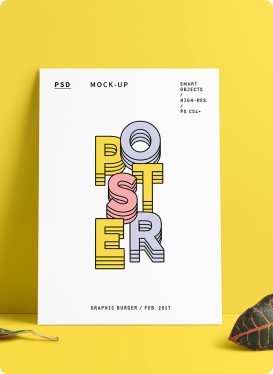 PSD MOCK-UP
SMART
OBJECTS
/
HIGH-RES.
/
PS CS4+
PO
ST
ER
GRAPHIC BURGER / FEB. 2017